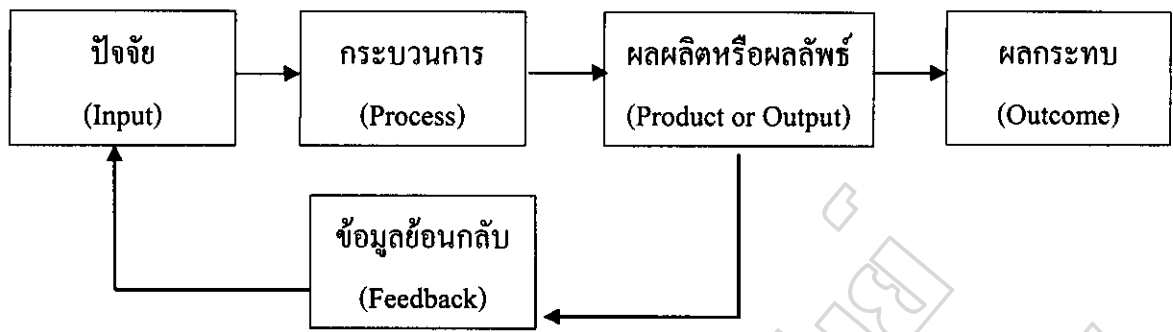 ปัจจัย
(Input)
กระบวนการ
(Process)
ผลผลิตหรือผลลัพธ์
(Product or Output)
ผลกระทบ
(Outcome)
ข้อมูลย้อนกลับ
(Feedback)